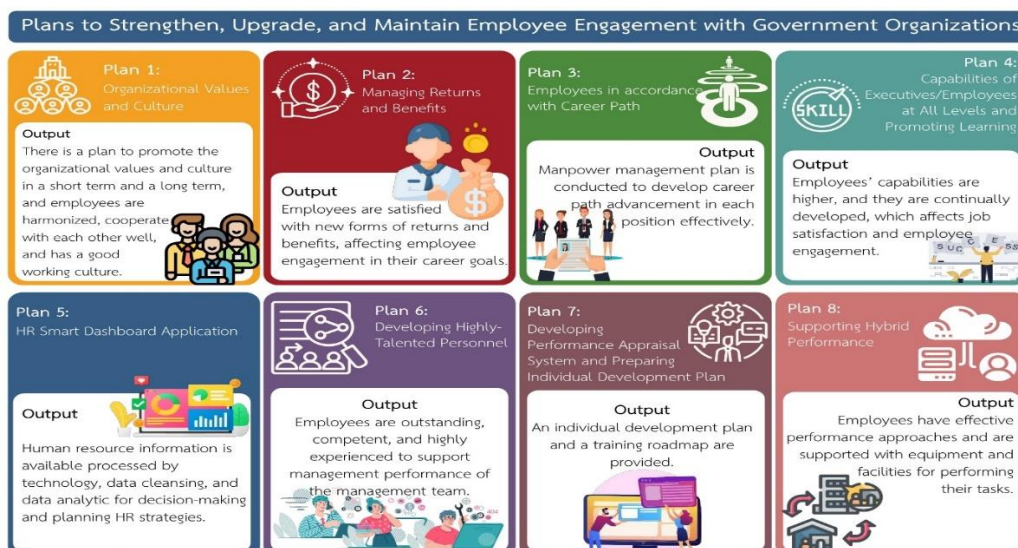 Plans to Strengthen, Upgrade, and Maintain Employee Engagement with Government Organizations
Plan 1:
Organizational Values
and Culture
Output
There is a plan to promote the
organizational values and culture
in a short term and a long term,
and employees are
harmonized, cooperate
with each other well,
and has a good
working culture.
Plan 2:
Managing Returns
and Benefits
Output
Employees are satisfied
with new forms of returns and
benefits, affecting employee
engagement in their career goals.
Plan 3:
Employees in accordance
with Career Path
Output
Manpower management plan is
conducted to develop career
path advancement in each
position effectively.
Plan 4:
Capabilities of
Executives/Employees
at All Levels and
Promoting Learning
SKILL
Output
Employees' capabilities are
higher, and they are continually
developed, which affects job
satisfaction and employee
engagement.
SUCCESS
Plan 5:
HR Smart Dashboard Application
Output
Human resource information is
available processed by
technology, data cleansing, and
data analytic for decision-making
and planning HR strategies.
Plan 6:
Developing Highly-
Talented Personnel
Output
Employees are outstanding,
competent, and highly
experienced to support
management performance of
the management team.
404
Plan 7:
Developing
Performance Appraisal
System and Preparing
Individual Development Plan
Output
An individual development plan
and a training roadmap are
provided.
Plan 8:
Supporting Hybrid
Performance
Output
Employees have effective
performance approaches and are
supported with equipment and
facilities for performing
their tasks.